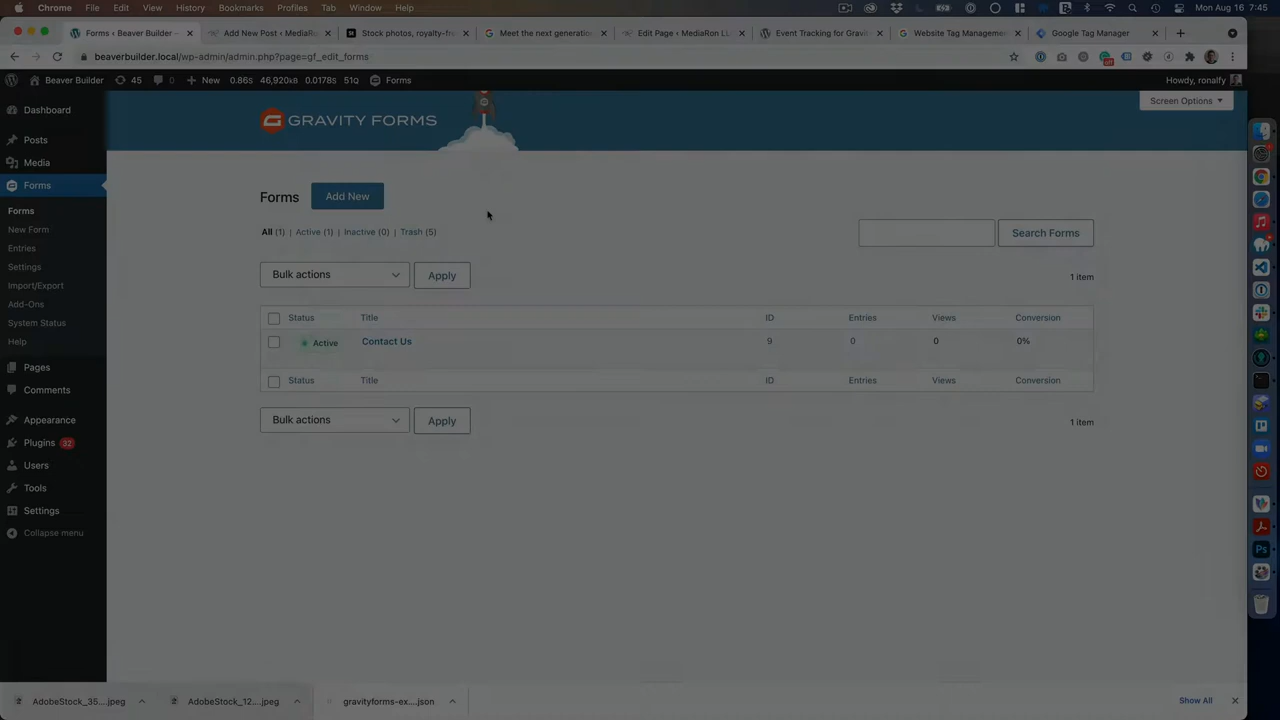 Chrome File Edit View History Bookmarks Profiles Tab Window Help Mon Aug 16 7:45
Forms ‹ Beaver Builder – Add New Post ‹ MediaRo Stock photos, royalty-fr Meet the next generatio Edit Page ‹ MediaRon Ll Event Tracking for Gravit Website Tag Managemen Google Tag Manager
beaverbuilder.local/wp-admin/admin.php?page=gf_edit_forms
Beaver Builder 45 0 + New 0.86s 46,920kB 0.0178s 51Q Forms Howdy, ronalfy
Screen Options
GRAVITY FORMS
Dashboard
Posts
Media
Forms
Forms
New Form
Entries
Settings
Import/Export
Add-Ons
System Status
Help
Pages
Comments
Appearance
Plugins 32
Users
Tools
Settings
Collapse menu
Forms Add New
All (1) | Active (1) | Inactive (0) | Trash (5)
Search Forms
Bulk actions Apply 1 item
Status Title ID Entries Views Conversion
Active Contact Us 9 0 0 0%
Status Title ID Entries Views Conversion
Bulk actions Apply 1 item
AdobeStock_35....jpeg AdobeStock_12....jpeg gravityforms-ex....json Show All